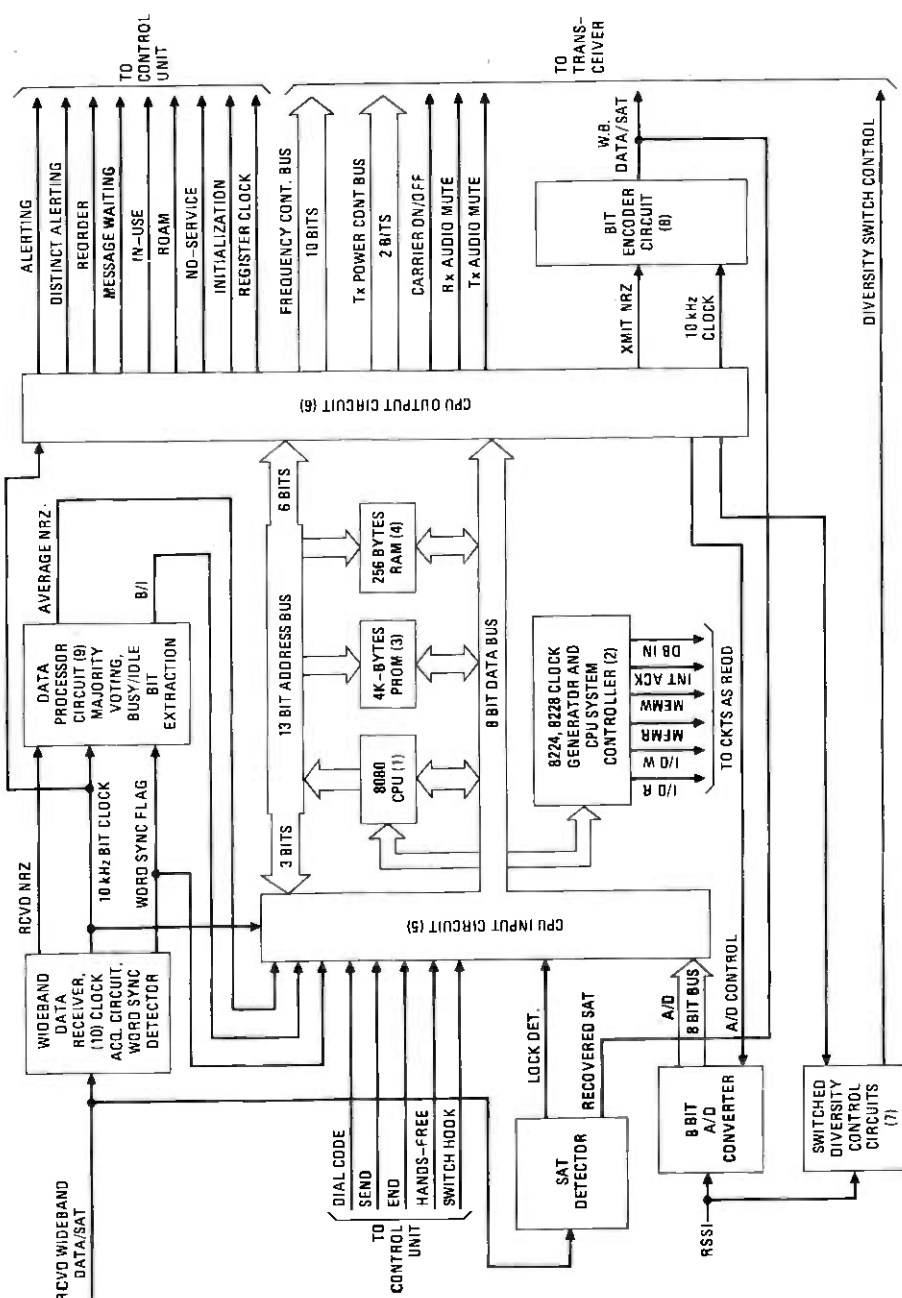 ALERTING
DISTINCT ALERTING
REORDER
MESSAGE WAITING
IN-USE
ROAM
NO-SERVICE
INITIALIZATION
REGISTER CLOCK
TO
CONTROL
UNIT
FREQUENCY CONT. BUS
10 BITS
Tx POWER CONT BUS
2 BITS
CARRIER ON/OFF
Rx AUDIO MUTE
Tx AUDIO MUTE
TO
TRANS-
CEIVER
W.B.
DATA/SAT
BIT
ENCODER
CIRCUIT
(8)
XMIT NRZ
10 kHz
CLOCK
DIVERSITY SWITCH CONTROL
CPU OUTPUT CIRCUIT (6)
AVERAGE NRZ.
B/I
DATA
PROCESSOR
CIRCUIT (9)
MAJORITY
VOTING,
BUSY/IDLE
BIT
EXTRACTION
RCVD NRZ
10 kHz BIT CLOCK
WORD SYNC FLAG
WIDEBAND
DATA
RECEIVER,
(10) CLOCK
ACQ. CIRCUIT,
WORD SYNC
DETECTOR
RCVD WIDEBAND
DATA/SAT
6 BITS
13 BIT ADDRESS BUS
3 BITS
256 BYTES
RAM (4)
4K-BYTES
PROM (3)
8080
CPU (1)
8 BIT DATA BUS
8224, 8228 CLOCK
GENERATOR AND
CPU SYSTEM
CONTROLLER (2)
I/O R
I/O W
MEMR
MEMW
INT ACK
DB IN
TO CKTS AS REQD
CPU INPUT CIRCUIT (5)
DIAL CODE
SEND
END
HANDS-FREE
SWITCH HOOK
TO
CONTROL
UNIT
LOCK DET.
RECOVERED SAT
SAT
DETECTOR
A/D
8 BIT BUS
A/D CONTROL
8 BIT
A/D
CONVERTER
RSSI
SWITCHED
DIVERSITY
CONTROL
CIRCUITS
(7)